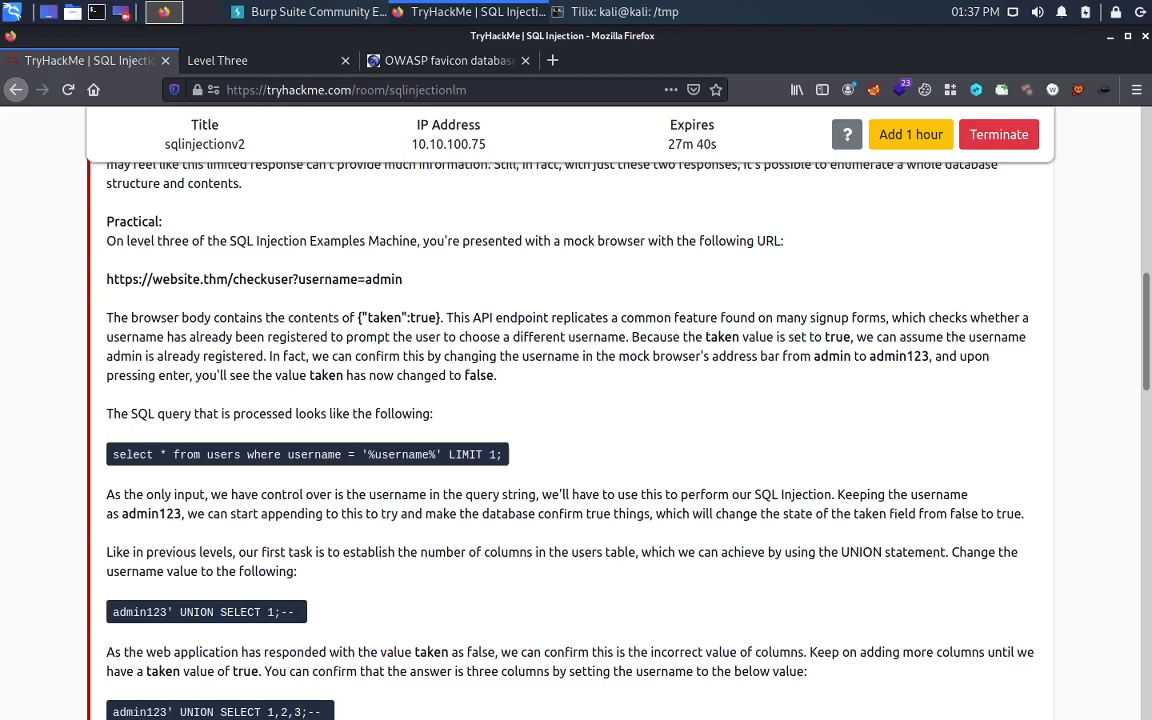 Burp Suite Community E...
TryHackMe | SQL Injecti...
Tilix: kali@kali: /tmp
01:37 PM
TryHackMe | SQL Injection - Mozilla Firefox
TryHackMe | SQL Injectio
Level Three
OWASP favicon databas
https://tryhackme.com/room/sqlinjectionlm
23
Title
IP Address
Expires
sqlinjectionv2
10.10.100.75
27m 40s
?
Add 1 hour
Terminate
may feel like this limited response can't provide much information. Still, in fact, with just these two responses, it's possible to enumerate a whole database
structure and contents.
Practical:
On level three of the SQL Injection Examples Machine, you're presented with a mock browser with the following URL:
https://website.thm/checkuser?username=admin
The browser body contains the contents of {"taken":true}. This API endpoint replicates a common feature found on many signup forms, which checks whether a
username has already been registered to prompt the user to choose a different username. Because the taken value is set to true, we can assume the username
admin is already registered. In fact, we can confirm this by changing the username in the mock browser's address bar from admin to admin123, and upon
pressing enter, you'll see the value taken has now changed to false.
The SQL query that is processed looks like the following:
select * from users where username = '%username%' LIMIT 1;
As the only input, we have control over is the username in the query string, we'll have to use this to perform our SQL Injection. Keeping the username
as admin123, we can start appending to this to try and make the database confirm true things, which will change the state of the taken field from false to true.
Like in previous levels, our first task is to establish the number of columns in the users table, which we can achieve by using the UNION statement. Change the
username value to the following:
admin123' UNION SELECT 1;--
As the web application has responded with the value taken as false, we can confirm this is the incorrect value of columns. Keep on adding more columns until we
have a taken value of true. You can confirm that the answer is three columns by setting the username to the below value:
admin123' UNION SELECT 1,2,3;--